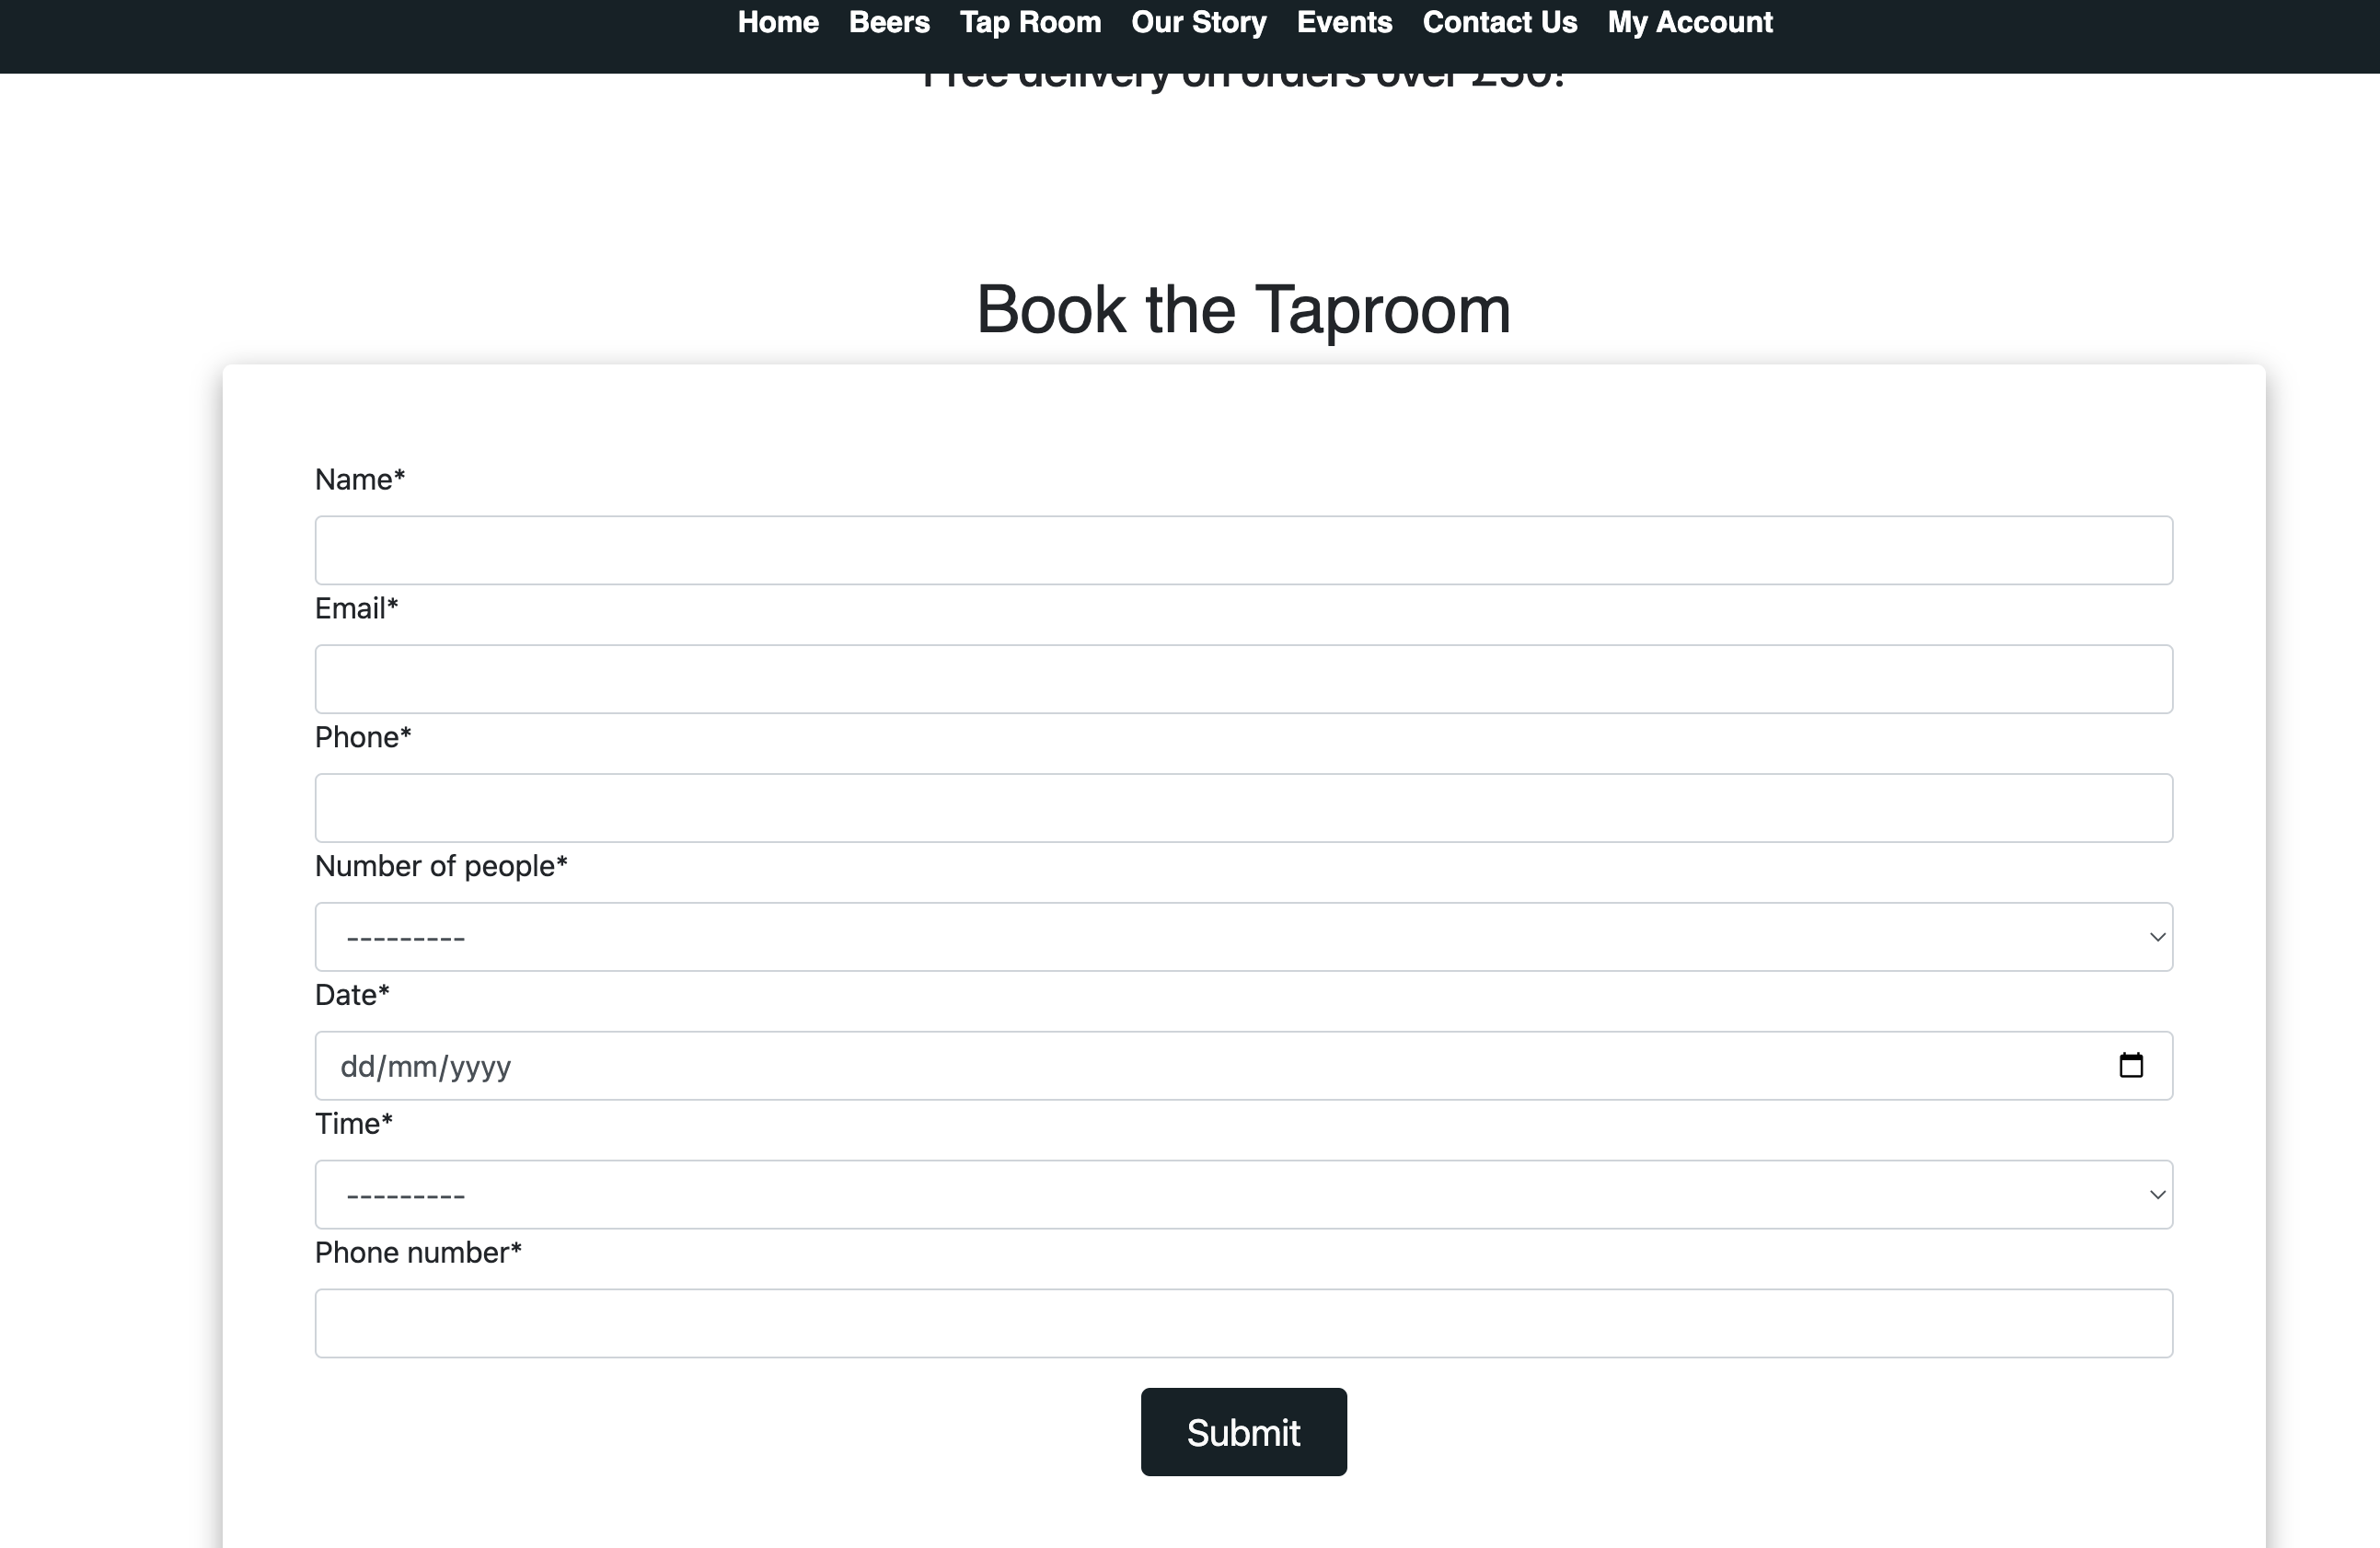 Home Beers Tap Room Our Story Events Contact Us My Account
Free delivery on orders over £50!
Book the Taproom
Name*
Email*
Phone*
Number of people*
---------
Date*
dd/mm/yyyy
Time*
---------
Phone number*
Submit